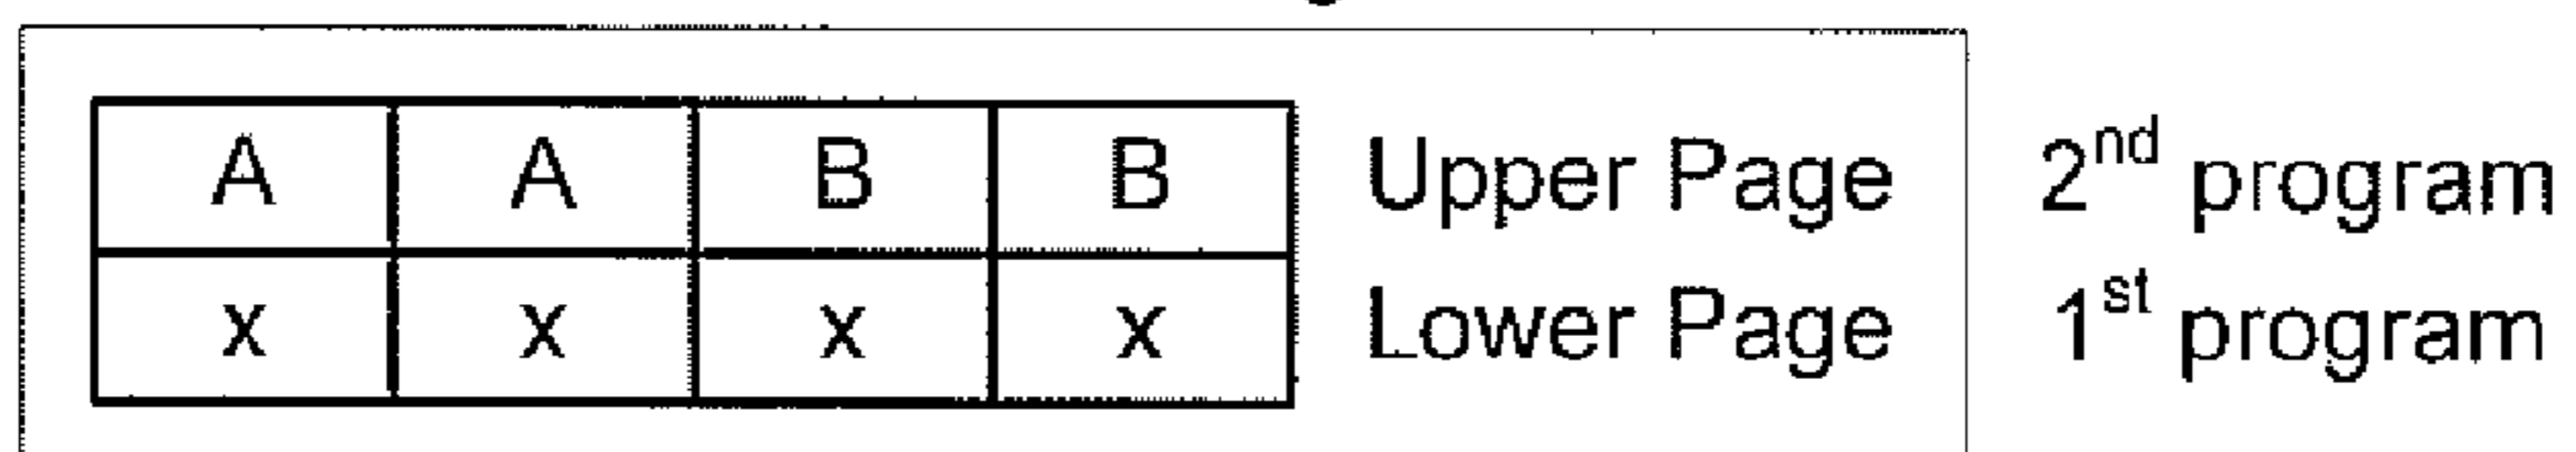 A A B B Upper Page 2nd program
x x x x Lower Page 1st program